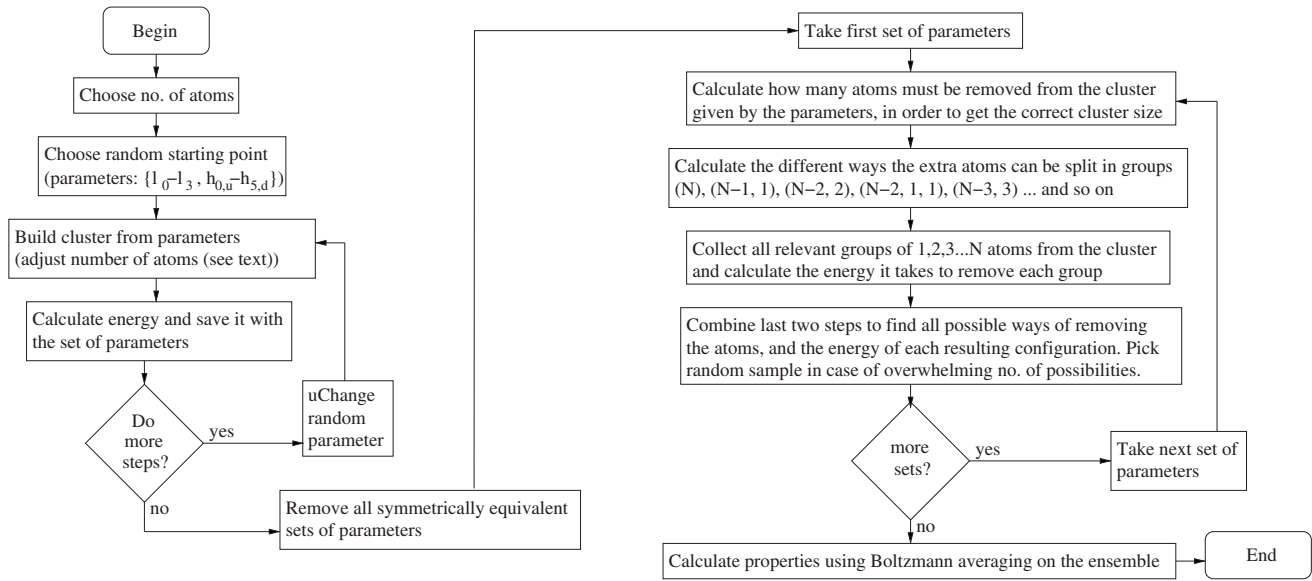 Begin
Choose no. of atoms
Choose random starting point
(parameters: {l₀–l₃, h₀,ᵤ–h₅,d})
Build cluster from parameters
(adjust number of atoms (see text))
Calculate energy and save it with
the set of parameters
Do
more
steps?
yes
uChange
random
parameter
no
Remove all symmetrically equivalent
sets of parameters
Take first set of parameters
Calculate how many atoms must be removed from the cluster
given by the parameters, in order to get the correct cluster size
Calculate the different ways the extra atoms can be split in groups
(N), (N−1, 1), (N−2, 2), (N−2, 1, 1), (N−3, 3) ... and so on
Collect all relevant groups of 1,2,3...N atoms from the cluster
and calculate the energy it takes to remove each group
Combine last two steps to find all possible ways of removing
the atoms, and the energy of each resulting configuration. Pick
random sample in case of overwhelming no. of possibilities.
more
sets?
yes
Take next set of
parameters
no
Calculate properties using Boltzmann averaging on the ensemble
End